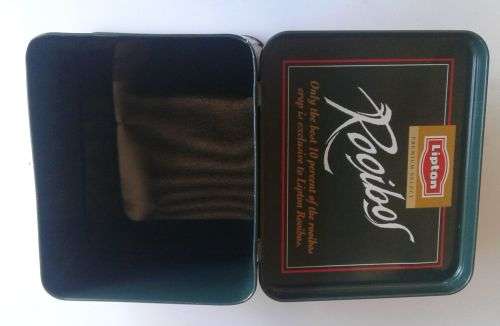 Lipton
PREMIUM SELECT
Rooibos
Only the best 10 percent of the rooibos
crop is exclusive to Lipton Rooibos.